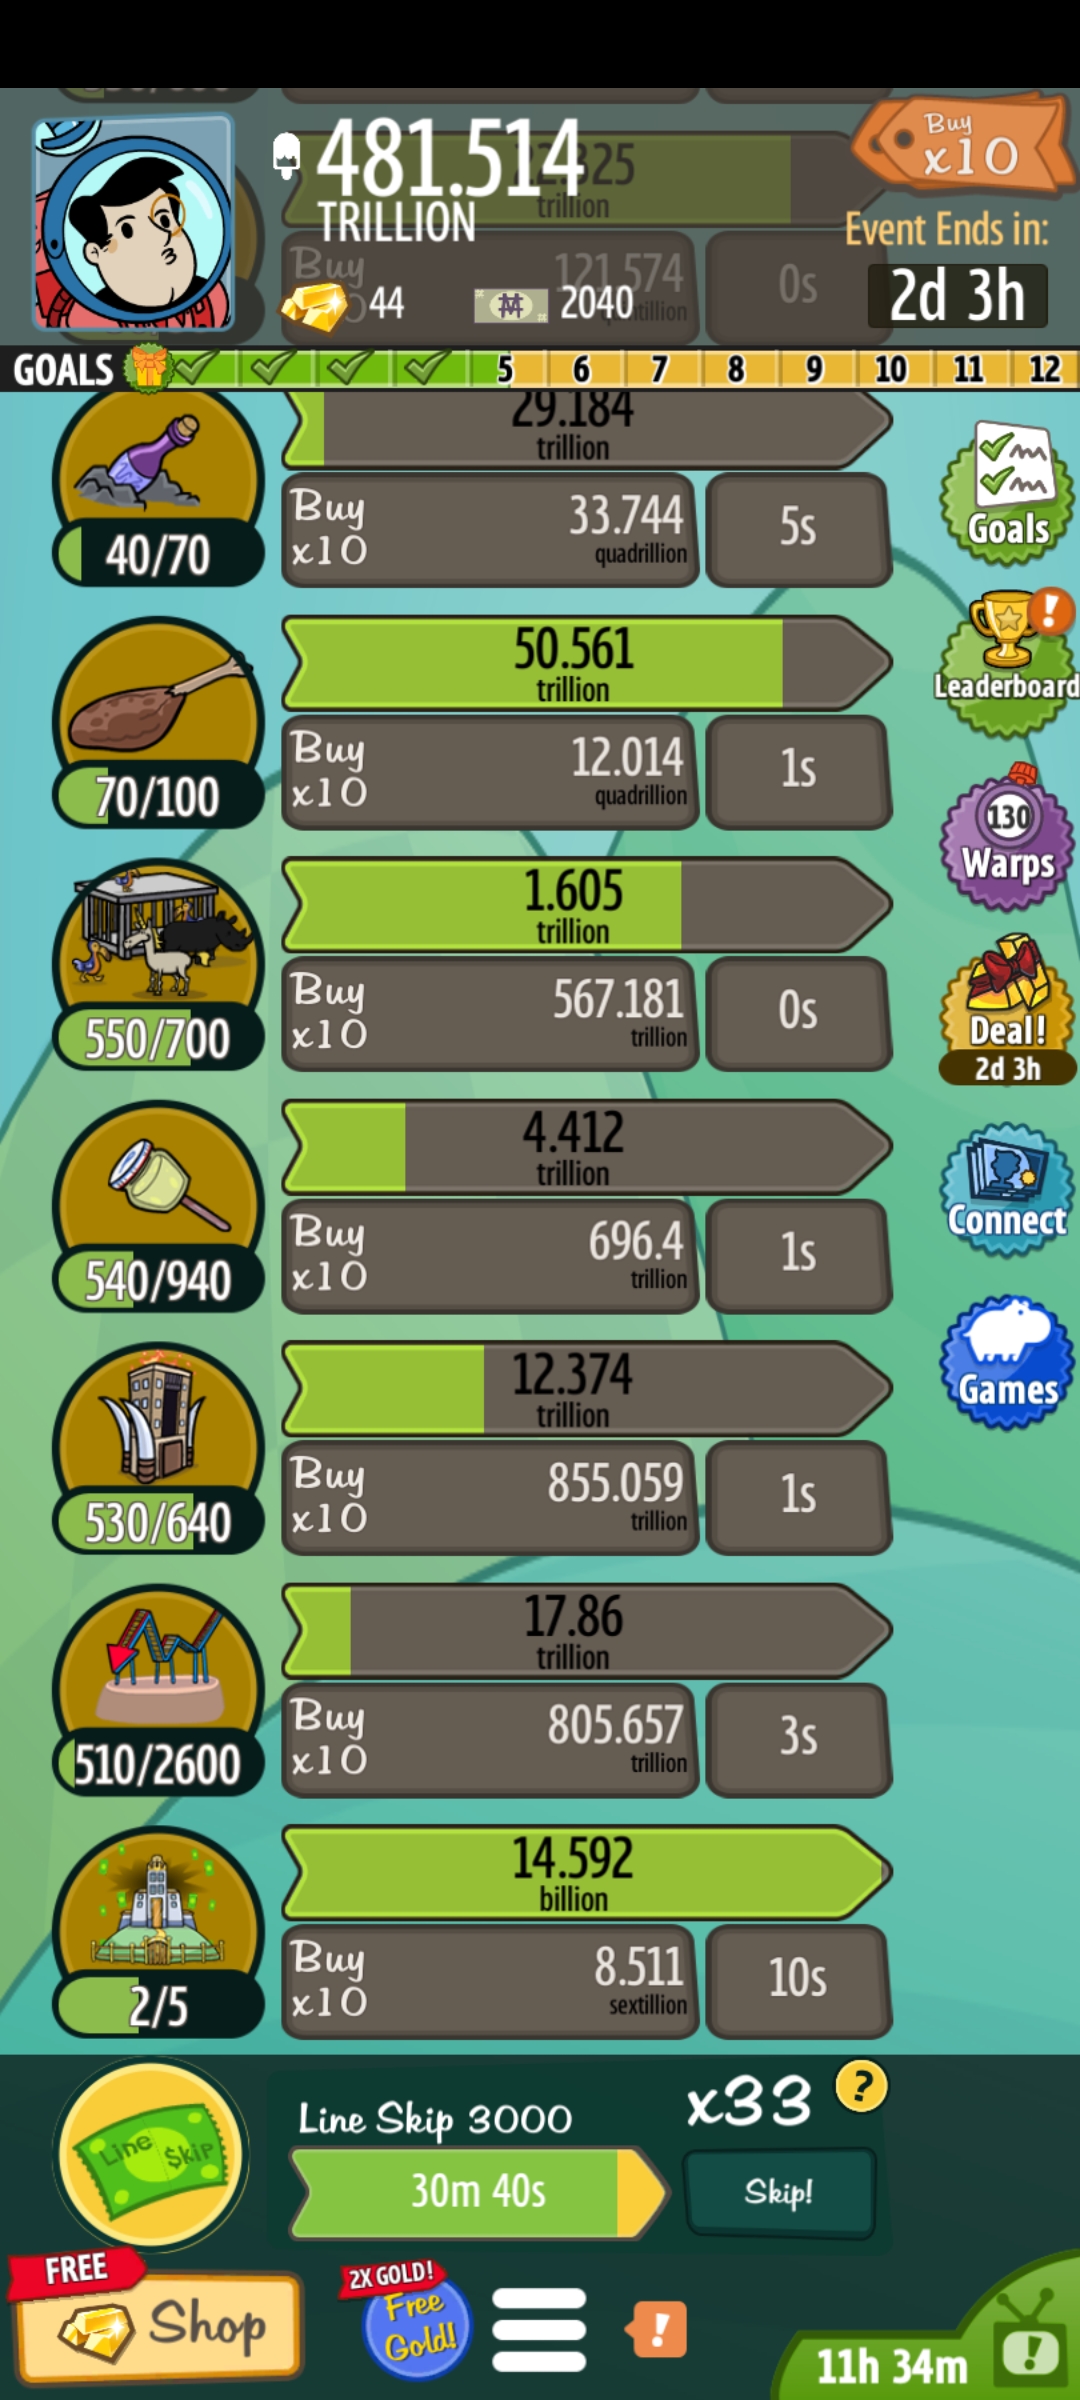 481.514
TRILLION
Buy
x10
Event Ends in:
2d 3h
trillion
Buy
121.574
0s
44
2040
GOALS
5 6 7 8 9 10 11 12
29.184
trillion
Buy
x10
33.744
quadrillion
5s
40/70
Goals
50.561
trillion
Buy
x10
12.014
quadrillion
1s
70/100
Leaderboard
130
Warps
1.605
trillion
Buy
x10
567.181
trillion
0s
550/700
Deal!
2d 3h
4.412
trillion
Buy
x10
696.4
trillion
1s
540/940
Connect
12.374
trillion
Buy
x10
855.059
trillion
1s
530/640
Games
17.86
trillion
Buy
x10
805.657
trillion
3s
510/2600
14.592
billion
Buy
x10
8.511
sextillion
10s
2/5
Line $kip
Line Skip 3000
x33
?
30m 40s
Skip!
FREE
Shop
2X GOLD!
Free
Gold!
!
11h 34m
!